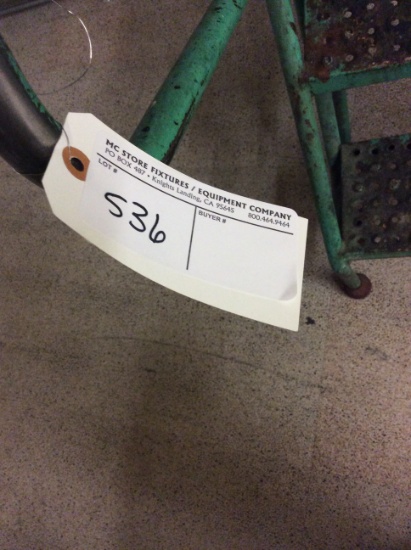 MC STORE FIXTURES / EQUIPMENT COMPANY
PO BOX 487 • Knights Landing, CA 95645 800.464.9464
LOT # BUYER #
536